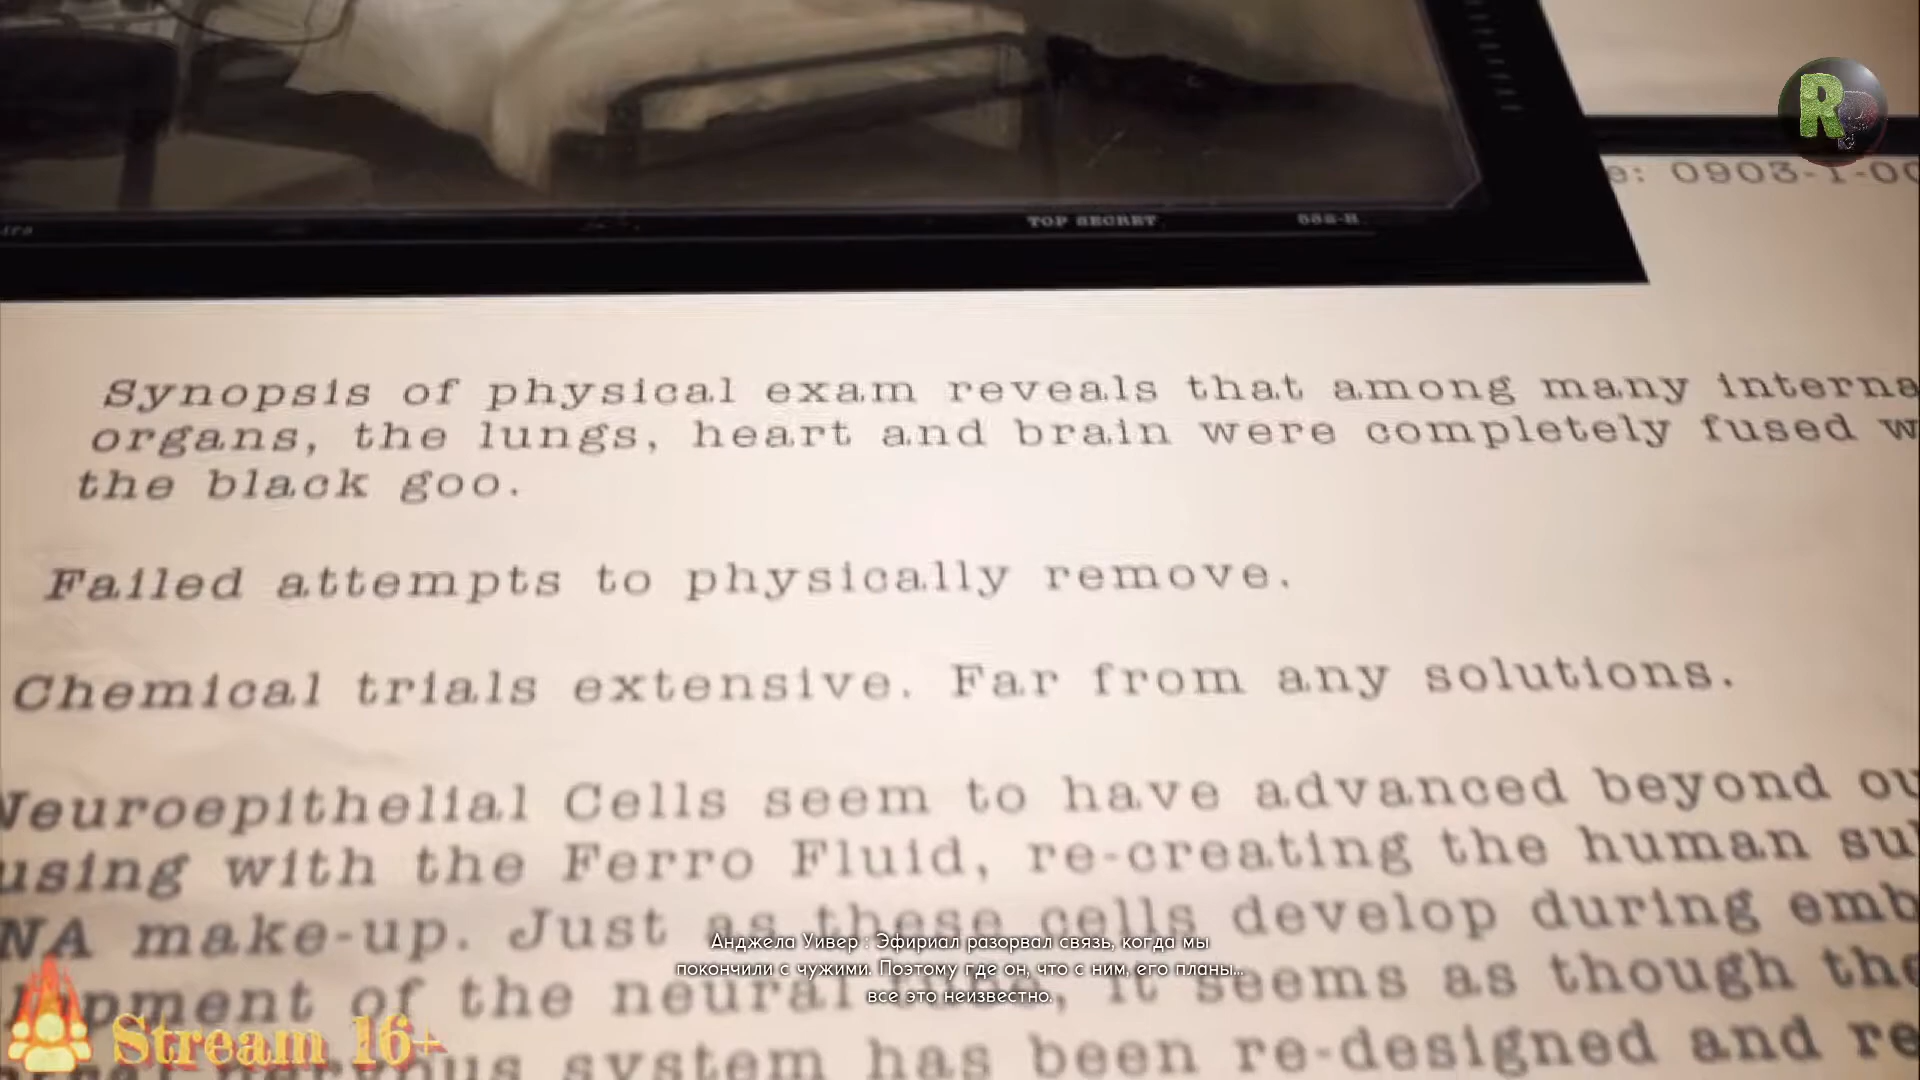 R
e: 0903-1-00
TOP SECRET
Synopsis of physical exam reveals that among many interna
organs, the lungs, heart and brain were completely fused w
the black goo.
Failed attempts to physically remove.
Chemical trials extensive. Far from any solutions.
Neuroepithelial Cells seem to have advanced beyond ou
using with the Ferro Fluid, re-creating the human su
NA make-up. Just as these cells develop during emb
opment of the neural it seems as though the
system has been re-designed and re
Анджела Уивер : Эфириал разорвал связь, когда мы
покончили с чужими. Поэтому где он, что с ним, его планы...
все это неизвестно.
Stream 16+